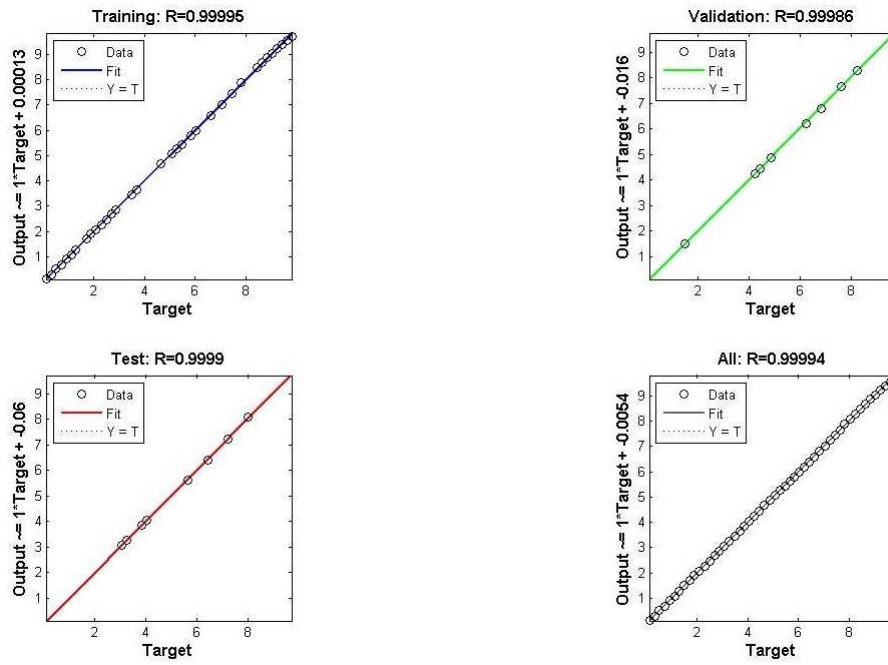 Training: R=0.99995
Output ~= 1*Target + 0.00013
Data
Fit
Y = T
9
8
7
6
5
4
3
2
1
2
4
6
8
Target
Validation: R=0.99986
Output ~= 1*Target + -0.016
Data
Fit
Y = T
9
8
7
6
5
4
3
2
1
2
4
6
8
Target
Test: R=0.9999
Output ~= 1*Target + -0.06
Data
Fit
Y = T
9
8
7
6
5
4
3
2
1
2
4
6
8
Target
All: R=0.99994
Output ~= 1*Target + -0.0054
Data
Fit
Y = T
9
8
7
6
5
4
3
2
1
2
4
6
8
Target